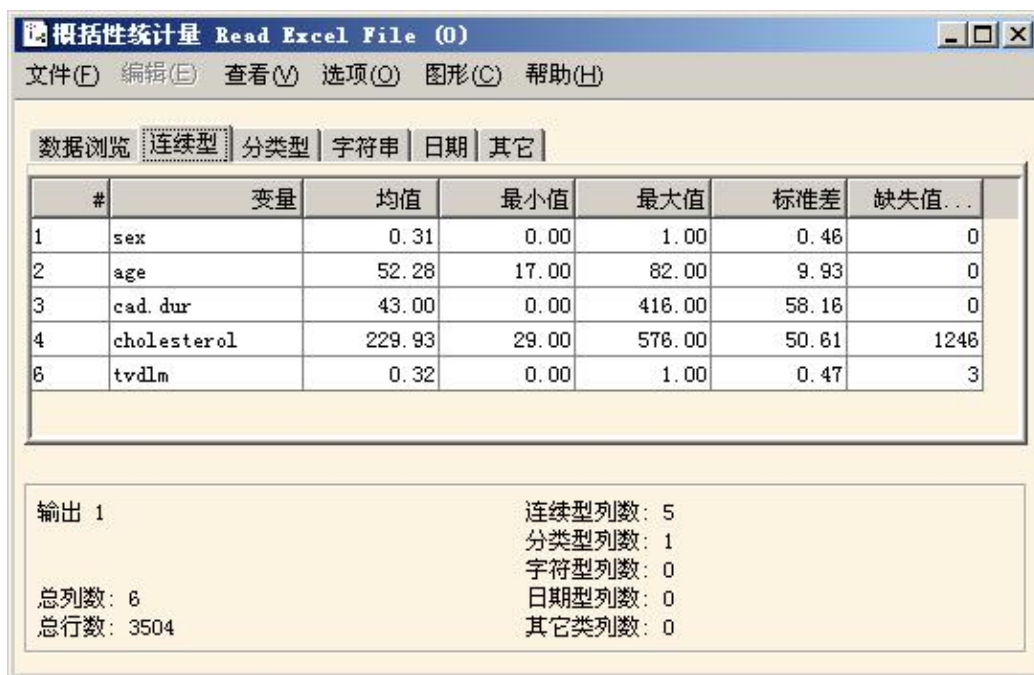 概括性统计量 Read Excel File (0)
文件(F) 编辑(E) 查看(V) 选项(O) 图形(C) 帮助(H)
数据浏览 连续型 分类型 字符串 日期 其它
# 变量 均值 最小值 最大值 标准差 缺失值...
1 sex 0.31 0.00 1.00 0.46 0
2 age 52.28 17.00 82.00 9.93 0
3 cad.dur 43.00 0.00 416.00 58.16 0
4 cholesterol 229.93 29.00 576.00 50.61 1246
6 tvdlm 0.32 0.00 1.00 0.47 3
输出 1 连续型列数: 5
分类型列数: 1
字符型列数: 0
总列数: 6 日期型列数: 0
总行数: 3504 其它类列数: 0